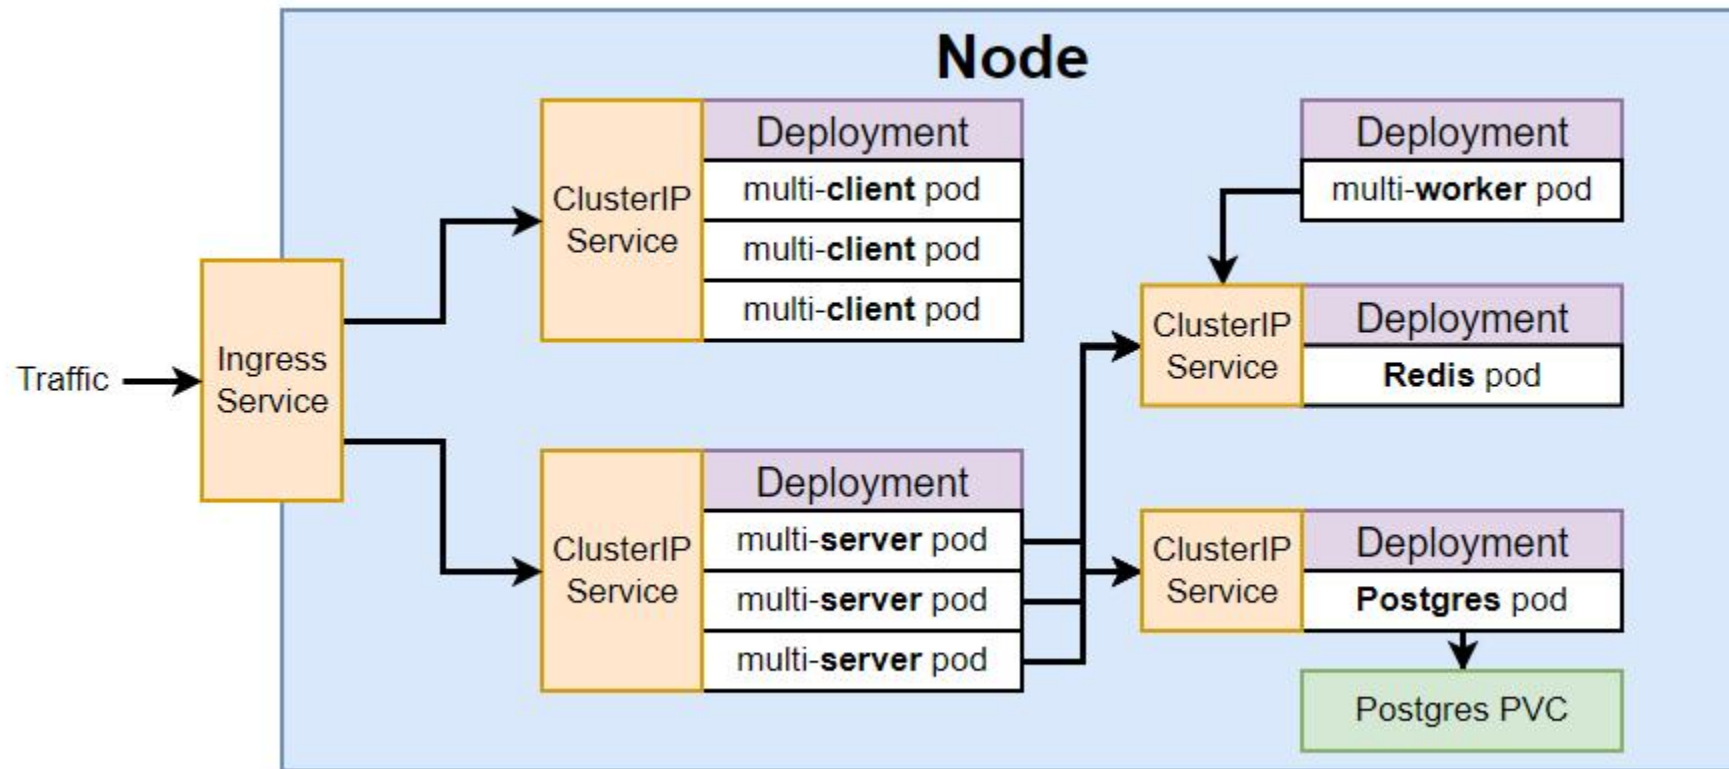 Node
Traffic
Ingress
Service
ClusterIP
Service
Deployment
multi-client pod
multi-client pod
multi-client pod
ClusterIP
Service
Deployment
multi-server pod
multi-server pod
multi-server pod
Deployment
multi-worker pod
ClusterIP
Service
Deployment
Redis pod
ClusterIP
Service
Deployment
Postgres pod
Postgres PVC